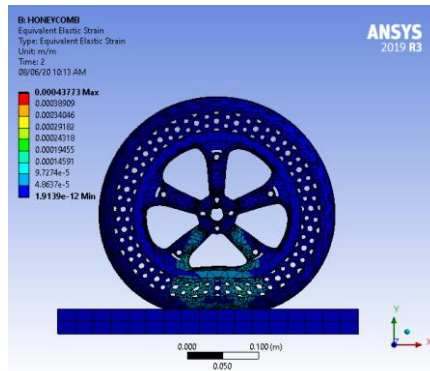 B: HONEYCOMB
Equivalent Elastic Strain
Type: Equivalent Elastic Strain
Unit: m/m
Time: 2
08/06/20 10:13 AM
0.00043773 Max
0.00038909
0.00034046
0.00029182
0.00024318
0.00019455
0.00014591
9.7274e-5
4.8637e-5
1.9139e-12 Min
ANSYS
2019 R3
0.000
0.100 (m)
0.050
Y
X